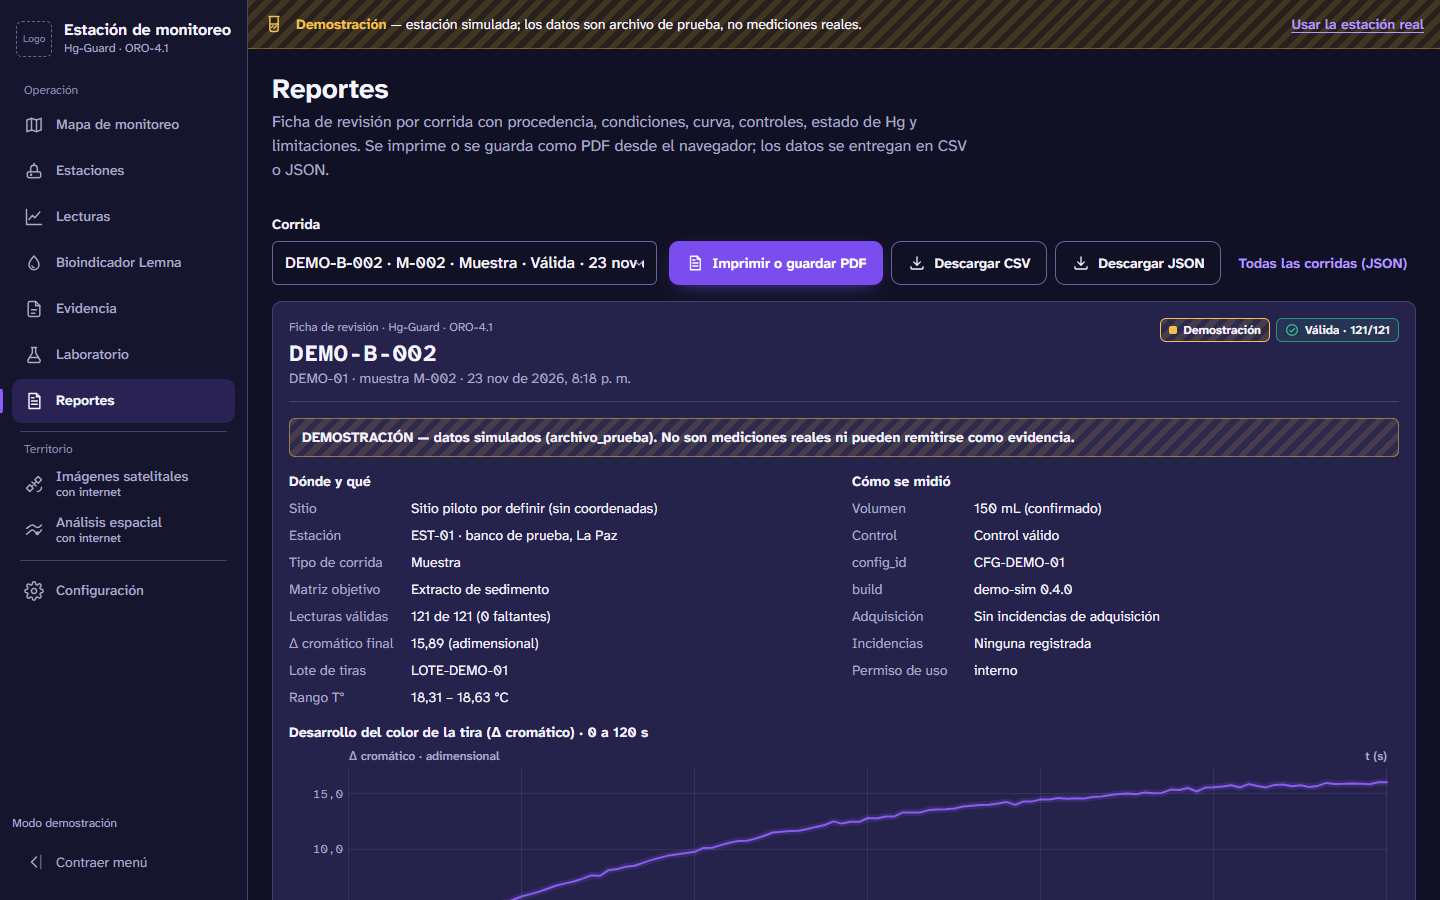 Logo
Estación de monitoreo
Hg-Guard · ORO-4.1
Operación
Mapa de monitoreo
Estaciones
Lecturas
Bioindicador Lemna
Evidencia
Laboratorio
Reportes
Territorio
Imágenes satelitales
con internet
Análisis espacial
con internet
Configuración
Modo demostración
Contraer menú
Demostración — estación simulada; los datos son archivo de prueba, no mediciones reales.
Usar la estación real
Reportes
Ficha de revisión por corrida con procedencia, condiciones, curva, controles, estado de Hg y
limitaciones. Se imprime o se guarda como PDF desde el navegador; los datos se entregan en CSV
o JSON.
Corrida
DEMO-B-002 · M-002 · Muestra · Válida · 23 nov
Imprimir o guardar PDF
Descargar CSV
Descargar JSON
Todas las corridas (JSON)
Ficha de revisión · Hg-Guard · ORO-4.1
Demostración
Válida · 121/121
DEMO-B-002
DEMO-01 · muestra M-002 · 23 nov de 2026, 8:18 p. m.
DEMOSTRACIÓN — datos simulados (archivo_prueba). No son mediciones reales ni pueden remitirse como evidencia.
Dónde y qué
Sitio Sitio piloto por definir (sin coordenadas)
Estación EST-01 · banco de prueba, La Paz
Tipo de corrida Muestra
Matriz objetivo Extracto de sedimento
Lecturas válidas 121 de 121 (0 faltantes)
Δ cromático final 15,89 (adimensional)
Lote de tiras LOTE-DEMO-01
Rango T° 18,31 – 18,63 °C
Cómo se midió
Volumen 150 mL (confirmado)
Control Control válido
config_id CFG-DEMO-01
build demo-sim 0.4.0
Adquisición Sin incidencias de adquisición
Incidencias Ninguna registrada
Permiso de uso interno
Desarrollo del color de la tira (Δ cromático) · 0 a 120 s
Δ cromático · adimensional
t (s)
15,0
10,0